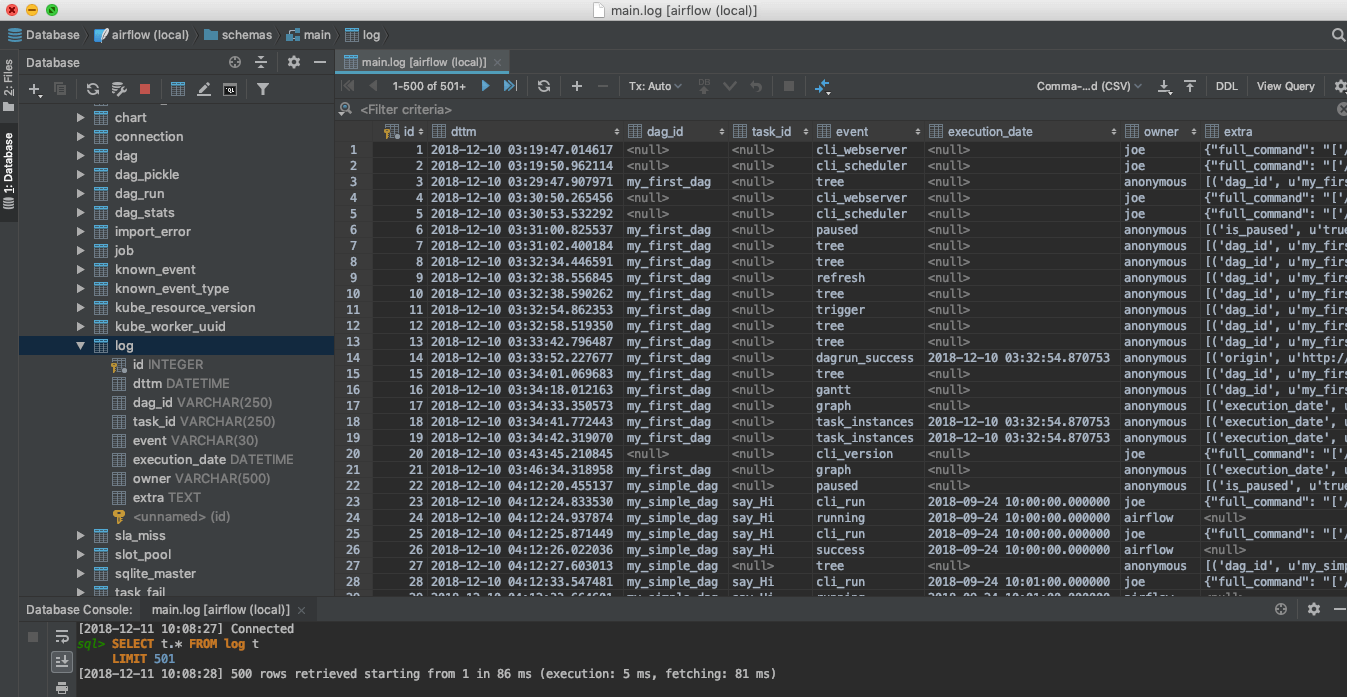 main.log [airflow (local)]
Database airflow (local) schemas main log
2: Files
1: Database
Database
chart
connection
dag
dag_pickle
dag_run
dag_stats
import_error
job
known_event
known_event_type
kube_resource_version
kube_worker_uuid
log
id INTEGER
dttm DATETIME
dag_id VARCHAR(250)
task_id VARCHAR(250)
event VARCHAR(30)
execution_date DATETIME
owner VARCHAR(500)
extra TEXT
<unnamed> (id)
sla_miss
slot_pool
sqlite_master
task_fail
main.log [airflow (local)]
1-500 of 501+ Tx: Auto DB Comma-...d (CSV) DDL View Query
<Filter criteria>
id dttm dag_id task_id event execution_date owner extra
1 1 2018-12-10 03:19:47.014617 <null> <null> cli_webserver <null> joe {"full_command": "['/
2 2 2018-12-10 03:19:50.962114 <null> <null> cli_scheduler <null> joe {"full_command": "['/
3 3 2018-12-10 03:29:47.907971 my_first_dag <null> tree <null> anonymous [('dag_id', u'my_firs
4 4 2018-12-10 03:30:50.265456 <null> <null> cli_webserver <null> joe {"full_command": "['/
5 5 2018-12-10 03:30:53.532292 <null> <null> cli_scheduler <null> joe {"full_command": "['/
6 6 2018-12-10 03:31:00.825537 my_first_dag <null> paused <null> anonymous [('is_paused', u'true
7 7 2018-12-10 03:31:02.400184 my_first_dag <null> tree <null> anonymous [('dag_id', u'my_firs
8 8 2018-12-10 03:32:34.446591 my_first_dag <null> tree <null> anonymous [('dag_id', u'my_firs
9 9 2018-12-10 03:32:38.556845 my_first_dag <null> refresh <null> anonymous [('dag_id', u'my_firs
10 10 2018-12-10 03:32:38.590262 my_first_dag <null> tree <null> anonymous [('dag_id', u'my_firs
11 11 2018-12-10 03:32:54.862353 my_first_dag <null> trigger <null> anonymous [('dag_id', u'my_firs
12 12 2018-12-10 03:32:58.519350 my_first_dag <null> tree <null> anonymous [('dag_id', u'my_firs
13 13 2018-12-10 03:33:42.796487 my_first_dag <null> tree <null> anonymous [('dag_id', u'my_firs
14 14 2018-12-10 03:33:52.227677 my_first_dag <null> dagrun_success 2018-12-10 03:32:54.870753 anonymous [('origin', u'http:/
15 15 2018-12-10 03:34:01.069683 my_first_dag <null> tree <null> anonymous [('dag_id', u'my_firs
16 16 2018-12-10 03:34:18.012163 my_first_dag <null> gantt <null> anonymous [('dag_id', u'my_firs
17 17 2018-12-10 03:34:33.350573 my_first_dag <null> graph <null> anonymous [('execution_date', u
18 18 2018-12-10 03:34:41.772443 my_first_dag <null> task_instances 2018-12-10 03:32:54.870753 anonymous [('execution_date', u
19 19 2018-12-10 03:34:42.319070 my_first_dag <null> task_instances 2018-12-10 03:32:54.870753 anonymous [('execution_date', u
20 20 2018-12-10 03:43:45.210845 <null> <null> cli_version <null> joe {"full_command": "['/
21 21 2018-12-10 03:46:34.318958 my_first_dag <null> graph <null> anonymous [('execution_date', u
22 22 2018-12-10 04:12:20.455137 my_simple_dag <null> paused <null> anonymous [('is_paused', u'true
23 23 2018-12-10 04:12:24.833530 my_simple_dag say_Hi cli_run 2018-09-24 10:00:00.000000 joe {"full_command": "['/
24 24 2018-12-10 04:12:24.937874 my_simple_dag say_Hi running 2018-09-24 10:00:00.000000 airflow <null>
25 25 2018-12-10 04:12:25.871449 my_simple_dag say_Hi cli_run 2018-09-24 10:00:00.000000 joe {"full_command": "['/
26 26 2018-12-10 04:12:26.022036 my_simple_dag say_Hi success 2018-09-24 10:00:00.000000 airflow <null>
27 27 2018-12-10 04:12:27.603013 my_simple_dag <null> tree <null> anonymous [('dag_id', u'my_simp
28 28 2018-12-10 04:12:33.547481 my_simple_dag say_Hi cli_run 2018-09-24 10:01:00.000000 joe {"full_command": "['/
Database Console: main.log [airflow (local)]
[2018-12-11 10:08:27] Connected
sql> SELECT t.* FROM log t
LIMIT 501
[2018-12-11 10:08:28] 500 rows retrieved starting from 1 in 86 ms (execution: 5 ms, fetching: 81 ms)